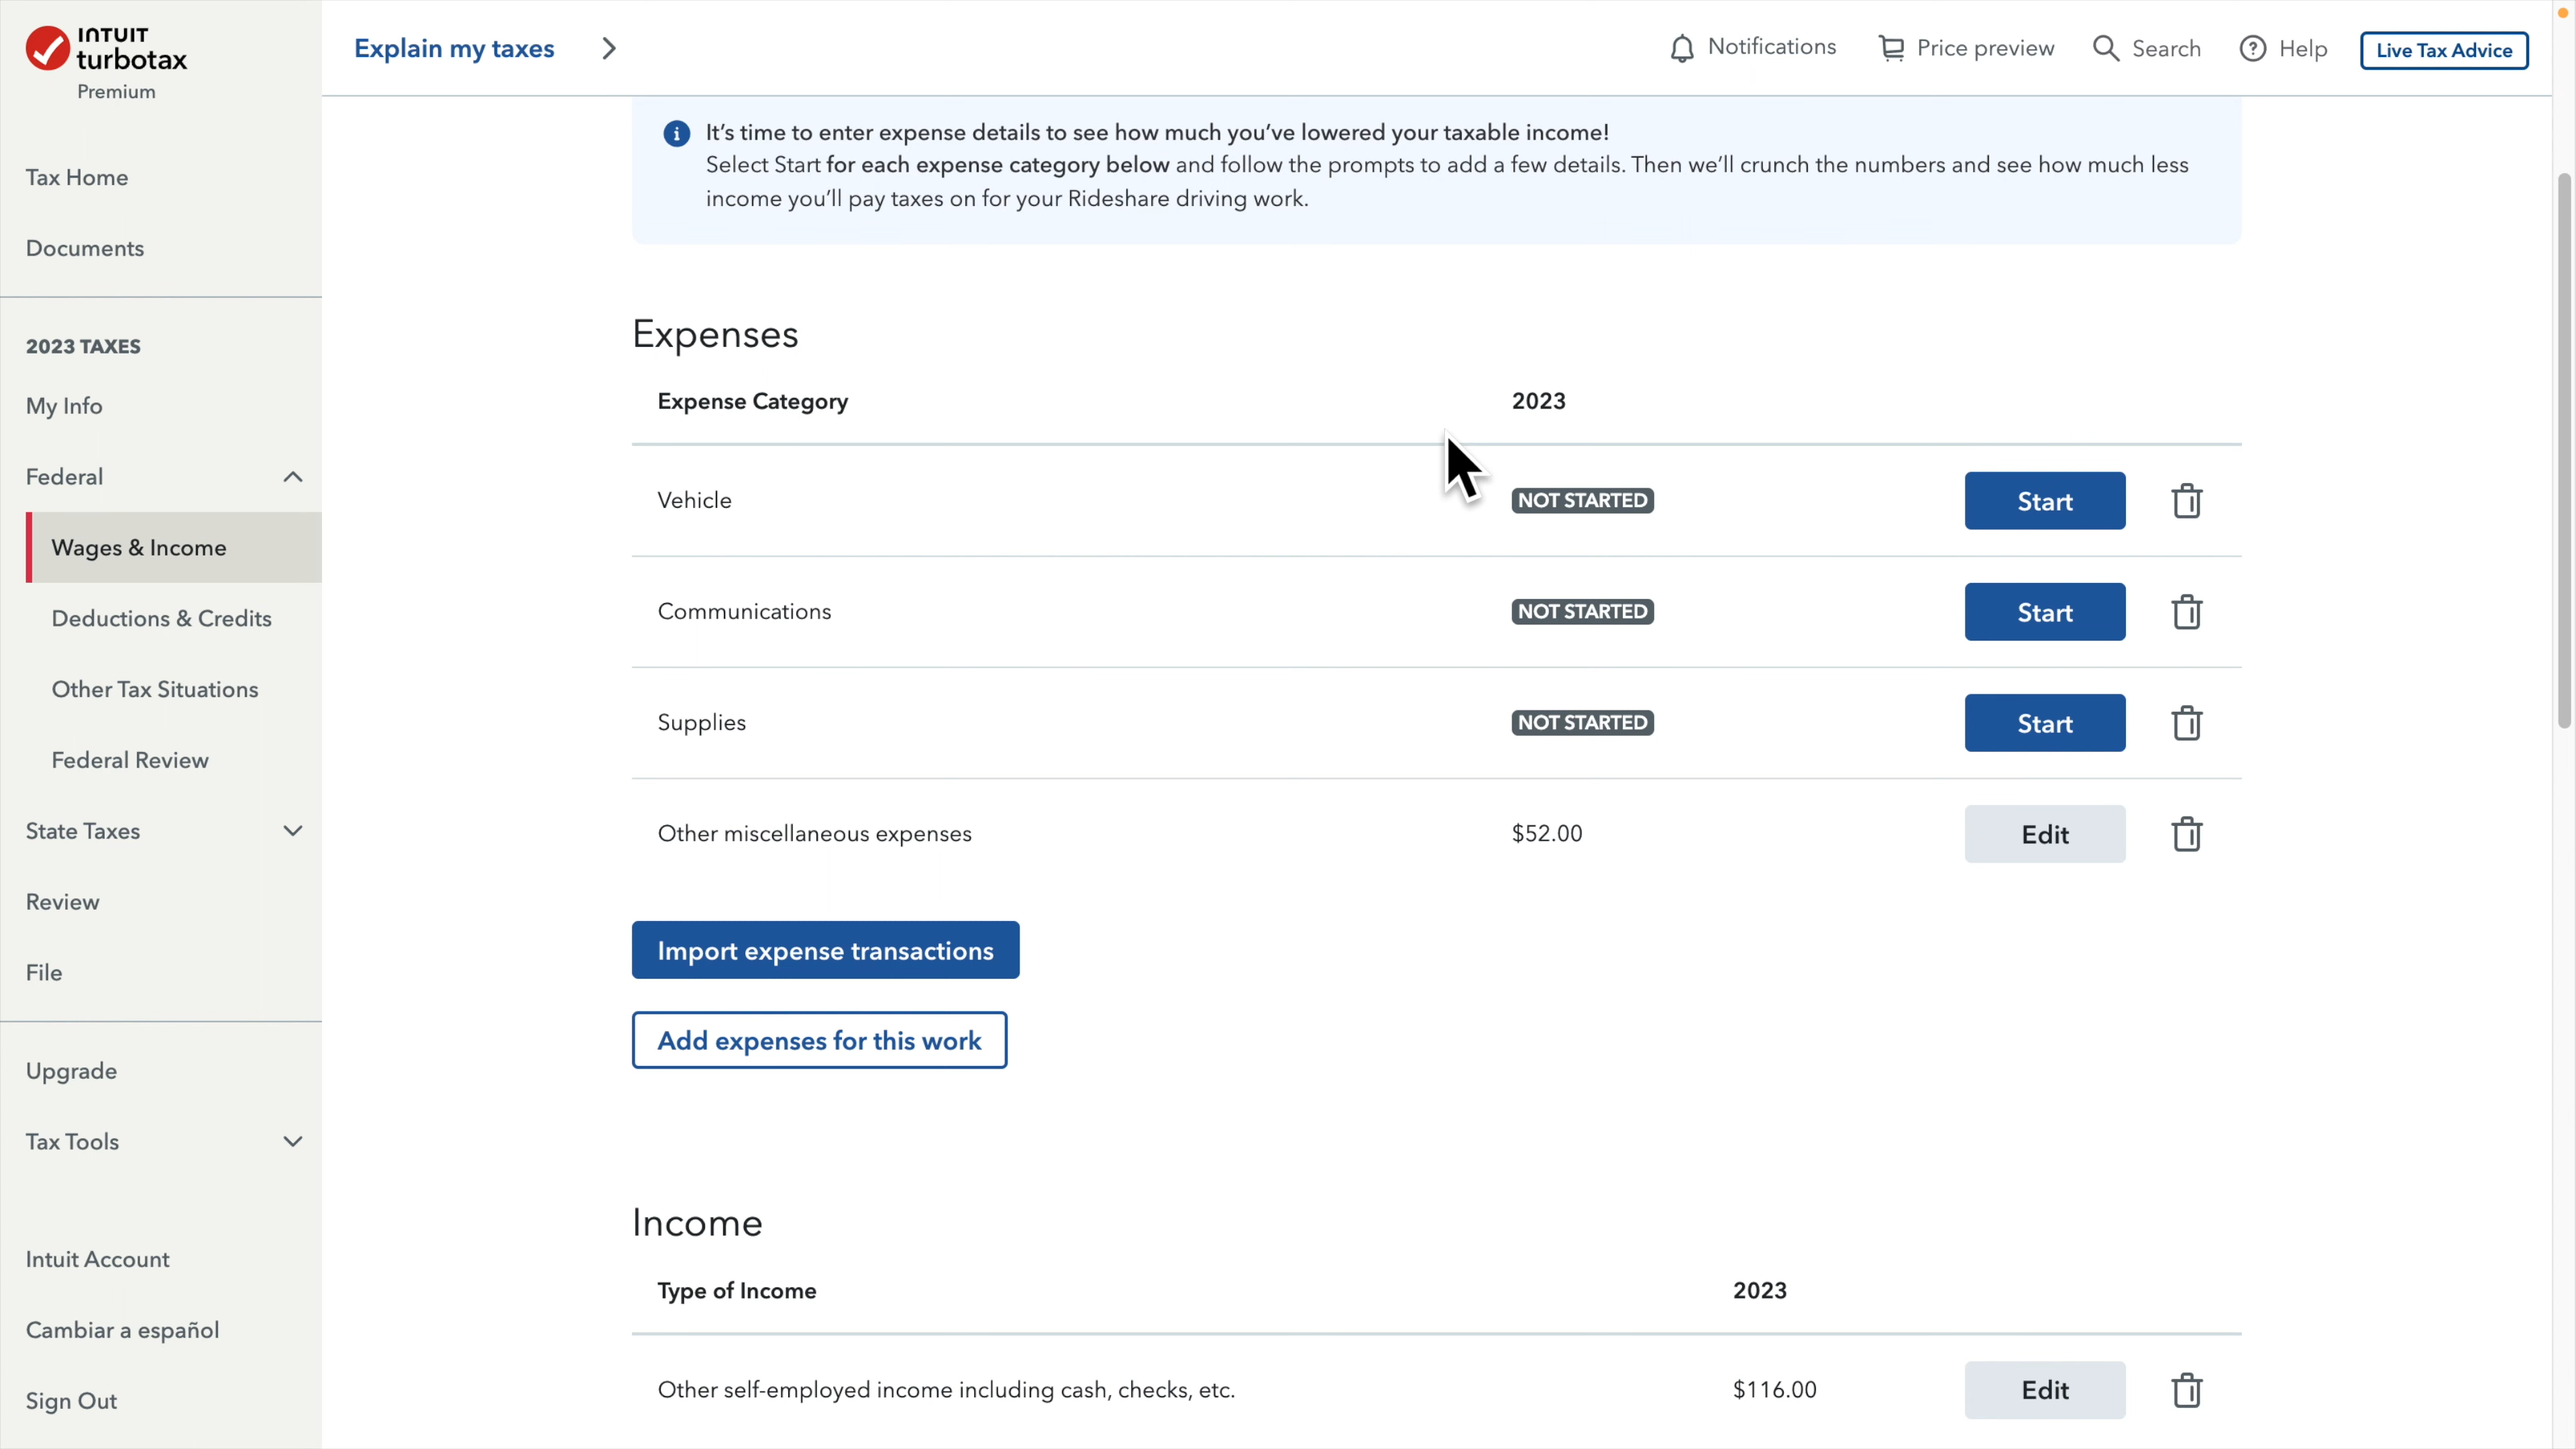 INTUIT
turbotax
Premium
Explain my taxes
Notifications
Price preview
Search
Help
Live Tax Advice
Tax Home
Documents
2023 TAXES
My Info
Federal
Wages & Income
Deductions & Credits
Other Tax Situations
Federal Review
State Taxes
Review
File
Upgrade
Tax Tools
Intuit Account
Cambiar a español
Sign Out
It's time to enter expense details to see how much you've lowered your taxable income!
Select Start for each expense category below and follow the prompts to add a few details. Then we'll crunch the numbers and see how much less
income you'll pay taxes on for your Rideshare driving work.
Expenses
Expense Category 2023
Vehicle NOT STARTED Start
Communications NOT STARTED Start
Supplies NOT STARTED Start
Other miscellaneous expenses $52.00 Edit
Import expense transactions
Add expenses for this work
Income
Type of Income 2023
Other self-employed income including cash, checks, etc. $116.00 Edit